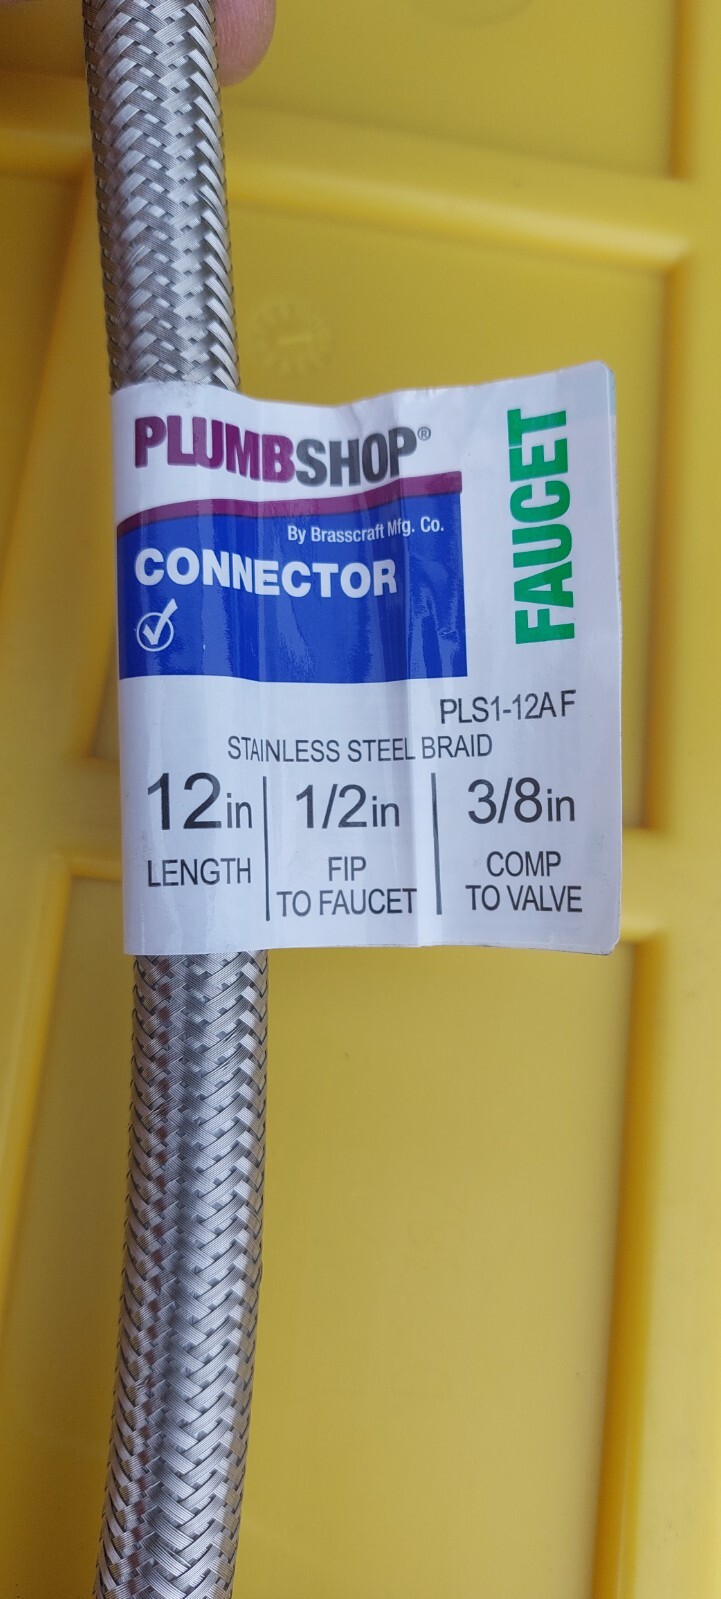 PLUMBSHOP®
By Brasscraft Mfg. Co.
CONNECTOR
FAUCET
PLS1-12A F
STAINLESS STEEL BRAID
12in
LENGTH
1/2in
FIP
TO FAUCET
3/8in
COMP
TO VALVE